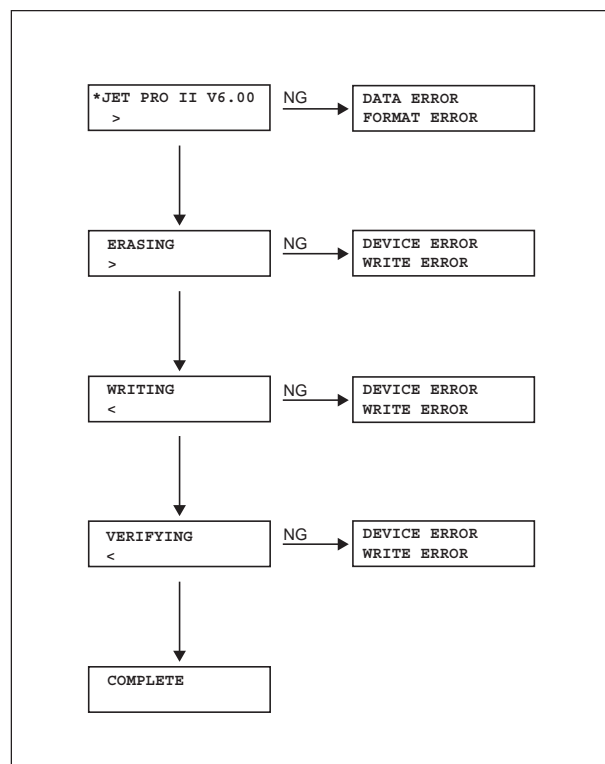 *JET PRO II V6.00
>
NG
DATA ERROR
FORMAT ERROR
ERASING
>
NG
DEVICE ERROR
WRITE ERROR
WRITING
<
NG
DEVICE ERROR
WRITE ERROR
VERIFYING
<
NG
DEVICE ERROR
WRITE ERROR
COMPLETE